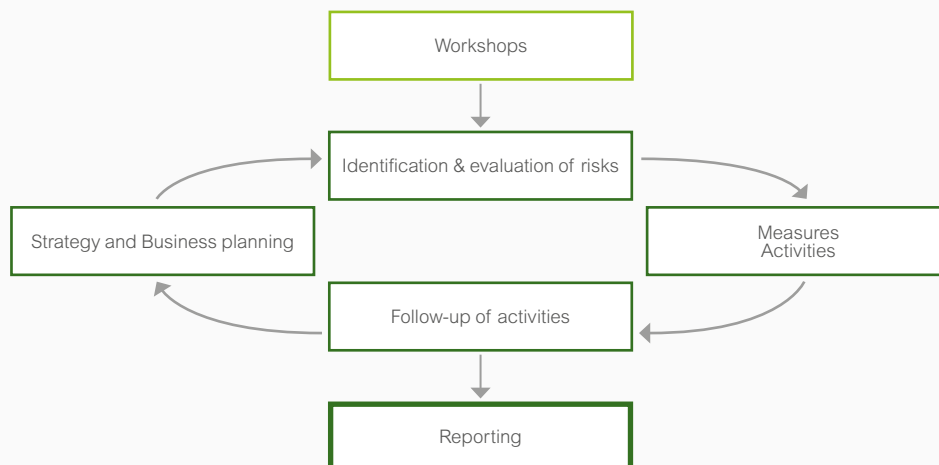 Workshops
Identification & evaluation of risks
Strategy and Business planning
Measures
Activities
Follow-up of activities
Reporting